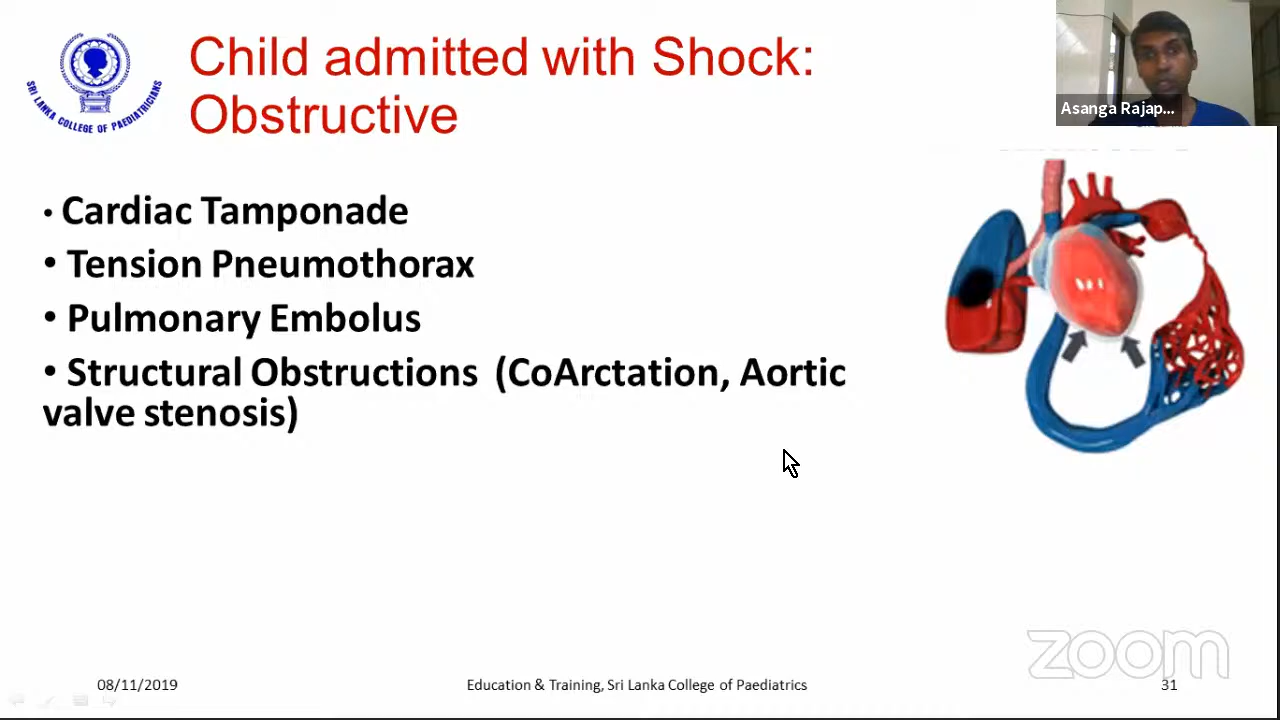 Child admitted with Shock:
Obstructive
SRI LANKA COLLEGE OF PAEDIATRICIANS
Asanga Rajap...
• Cardiac Tamponade
• Tension Pneumothorax
• Pulmonary Embolus
• Structural Obstructions (CoArctation, Aortic
valve stenosis)
zoom
08/11/2019
Education & Training, Sri Lanka College of Paediatrics
31